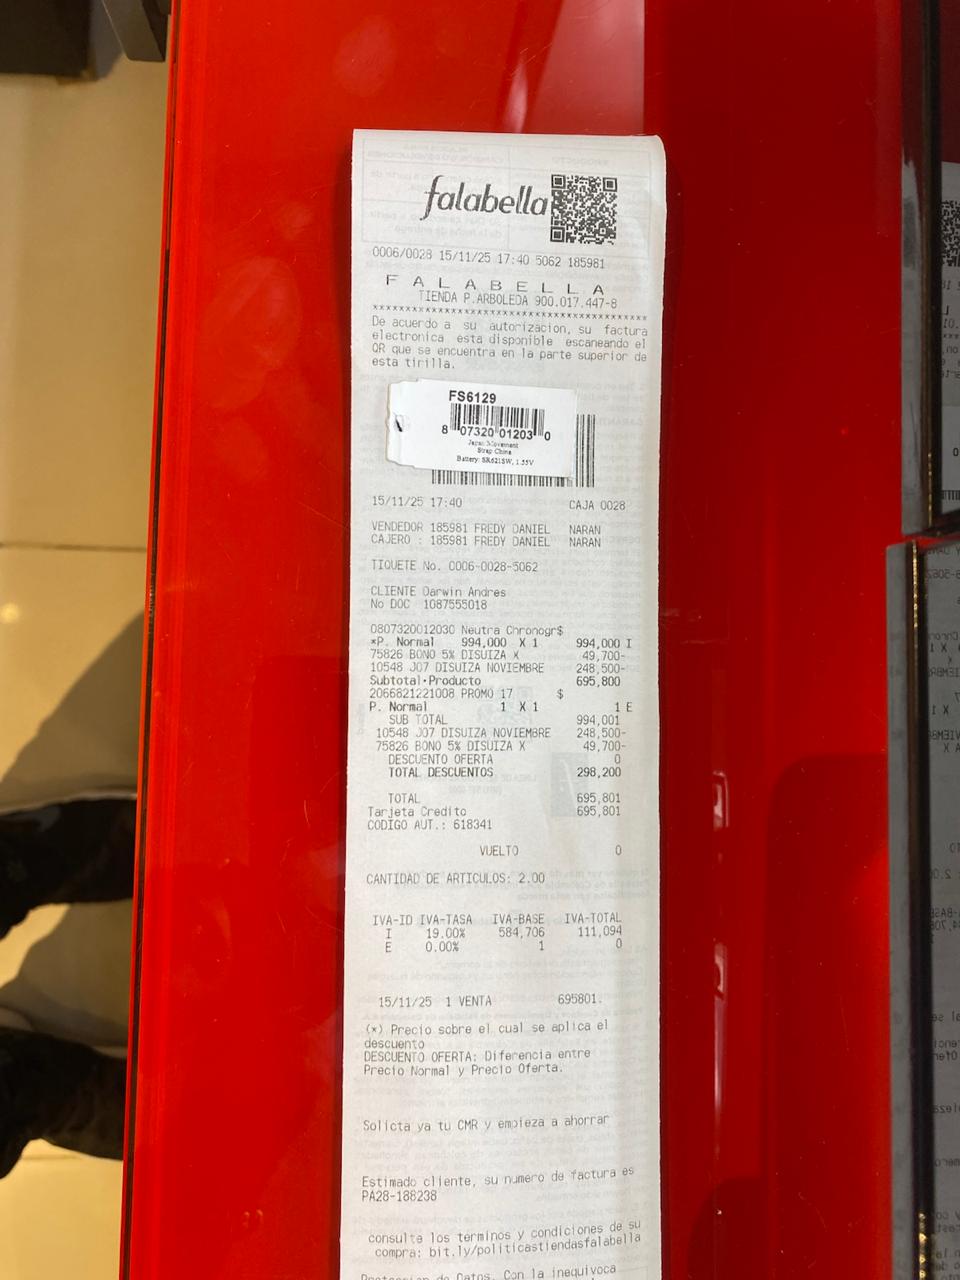 falabella
0006/0028 15/11/25 17:40 5062 185981
F A L A B E L L A
TIENDA P.ARBOLEDA 900.017.447-8
De acuerdo a su autorizacion, su factura
electronica esta disponible escaneando el
QR que se encuentra en la parte superior de
esta tirilla.
FS6129
8 07320 01203 0
Japan Movement
Strap China
Battery: SR621SW, 1.55V
15/11/25 17:40 CAJA 0028
VENDEDOR 185981 FREDY DANIEL NARAN
CAJERO : 185981 FREDY DANIEL NARAN
TIQUETE No. 0006-0028-5062
CLIENTE Darwin Andres
No DOC 1087555018
0807320012030 Neutra Chronogr$
*P. Normal 994,000 X 1 994,000 I
75826 BONO 5% DISUIZA X 49,700-
10548 J07 DISUIZA NOVIEMBRE 248,500-
Subtotal·Producto 695,800
2066821221008 PROMO 17 $
P. Normal 1 X 1 1 E
SUB TOTAL 994,001
10548 J07 DISUIZA NOVIEMBRE 248,500-
75826 BONO 5% DISUIZA X 49,700-
DESCUENTO OFERTA 0
TOTAL DESCUENTOS 298,200
TOTAL 695,801
Tarjeta Credito 695,801
CODIGO AUT.: 618341
VUELTO 0
CANTIDAD DE ARTICULOS: 2.00
IVA-ID IVA-TASA IVA-BASE IVA-TOTAL
I 19.00% 584,706 111,094
E 0.00% 1 0
15/11/25 1 VENTA 695801.
(*) Precio sobre el cual se aplica el
descuento
DESCUENTO OFERTA: Diferencia entre
Precio Normal y Precio Oferta.
Solicta ya tu CMR y empieza a ahorrar
Estimado cliente, su numero de factura es
PA28-188238
consulte los terminos y condiciones de su
compra: bit.ly/politicastiendasfalabella
Proteccion de Datos. Con la inequivoca